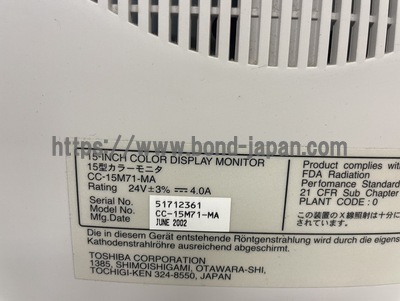 https://www.bond-japan.com/
15-INCH COLOR DISPLAY MONITOR
15型カラーモニタ
CC-15M71-MA
Rating 24V±3% ⎓ 4.0A
Serial No. 51712361
Model No. CC-15M71-MA
Mfg.Date JUNE 2002
Die in diesem Gerät entstehende Röntgenstrahlung wird durch die
Kathodenstrahlröhre ausreichend abgeschirmt.
TOSHIBA CORPORATION
1385, SHIMOISHIGAMI, OTAWARA-SHI,
TOCHIGI-KEN 324-8550, JAPAN
Product complies with
FDA Radiation
Perfomance Standard
21 CFR Sub Chapter
PLANT CODE : 0
この装置のX線照射は十分に